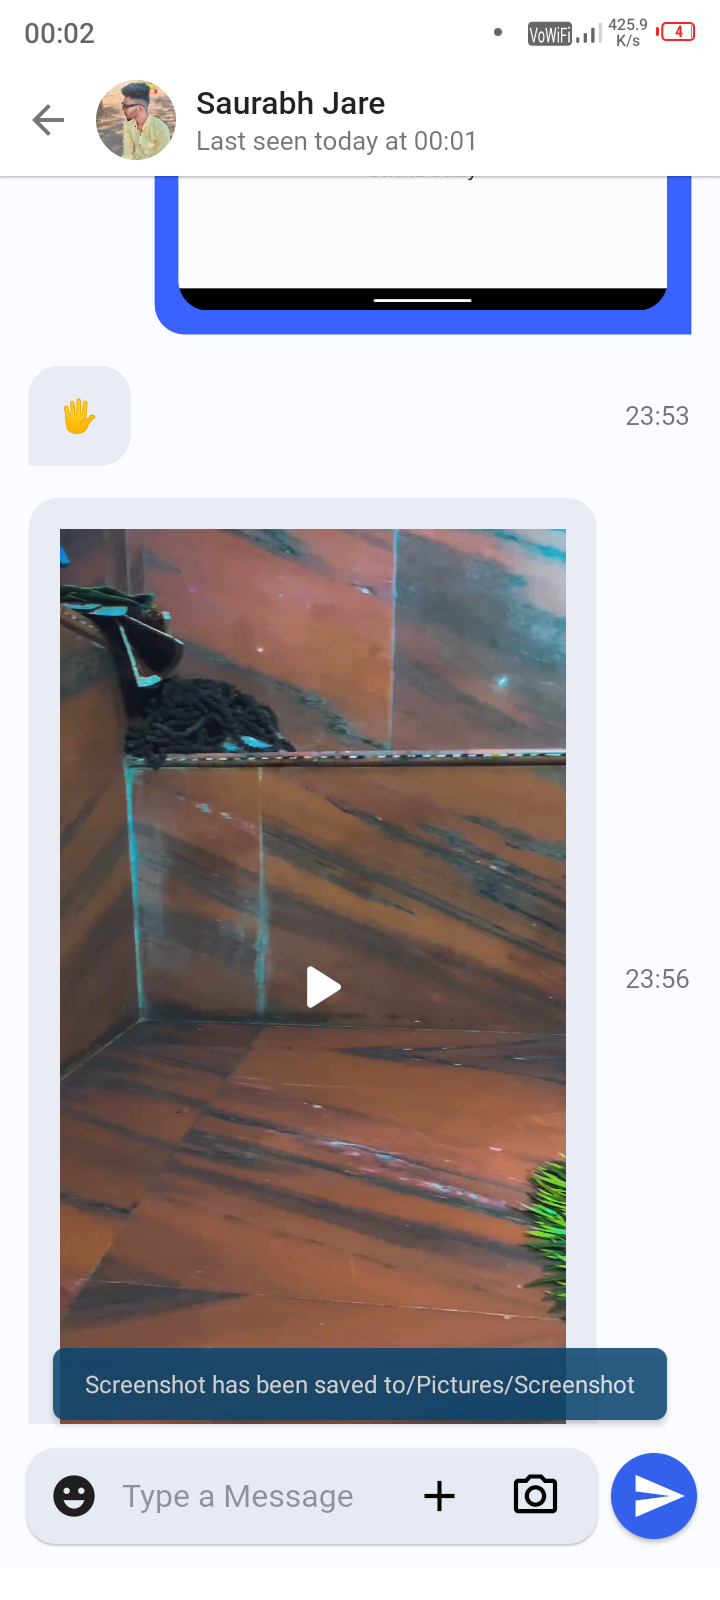 00:02
VoWiFi
425.9
K/s
4
Saurabh Jare
Last seen today at 00:01
23:53
23:56
Screenshot has been saved to/Pictures/Screenshot
Type a Message